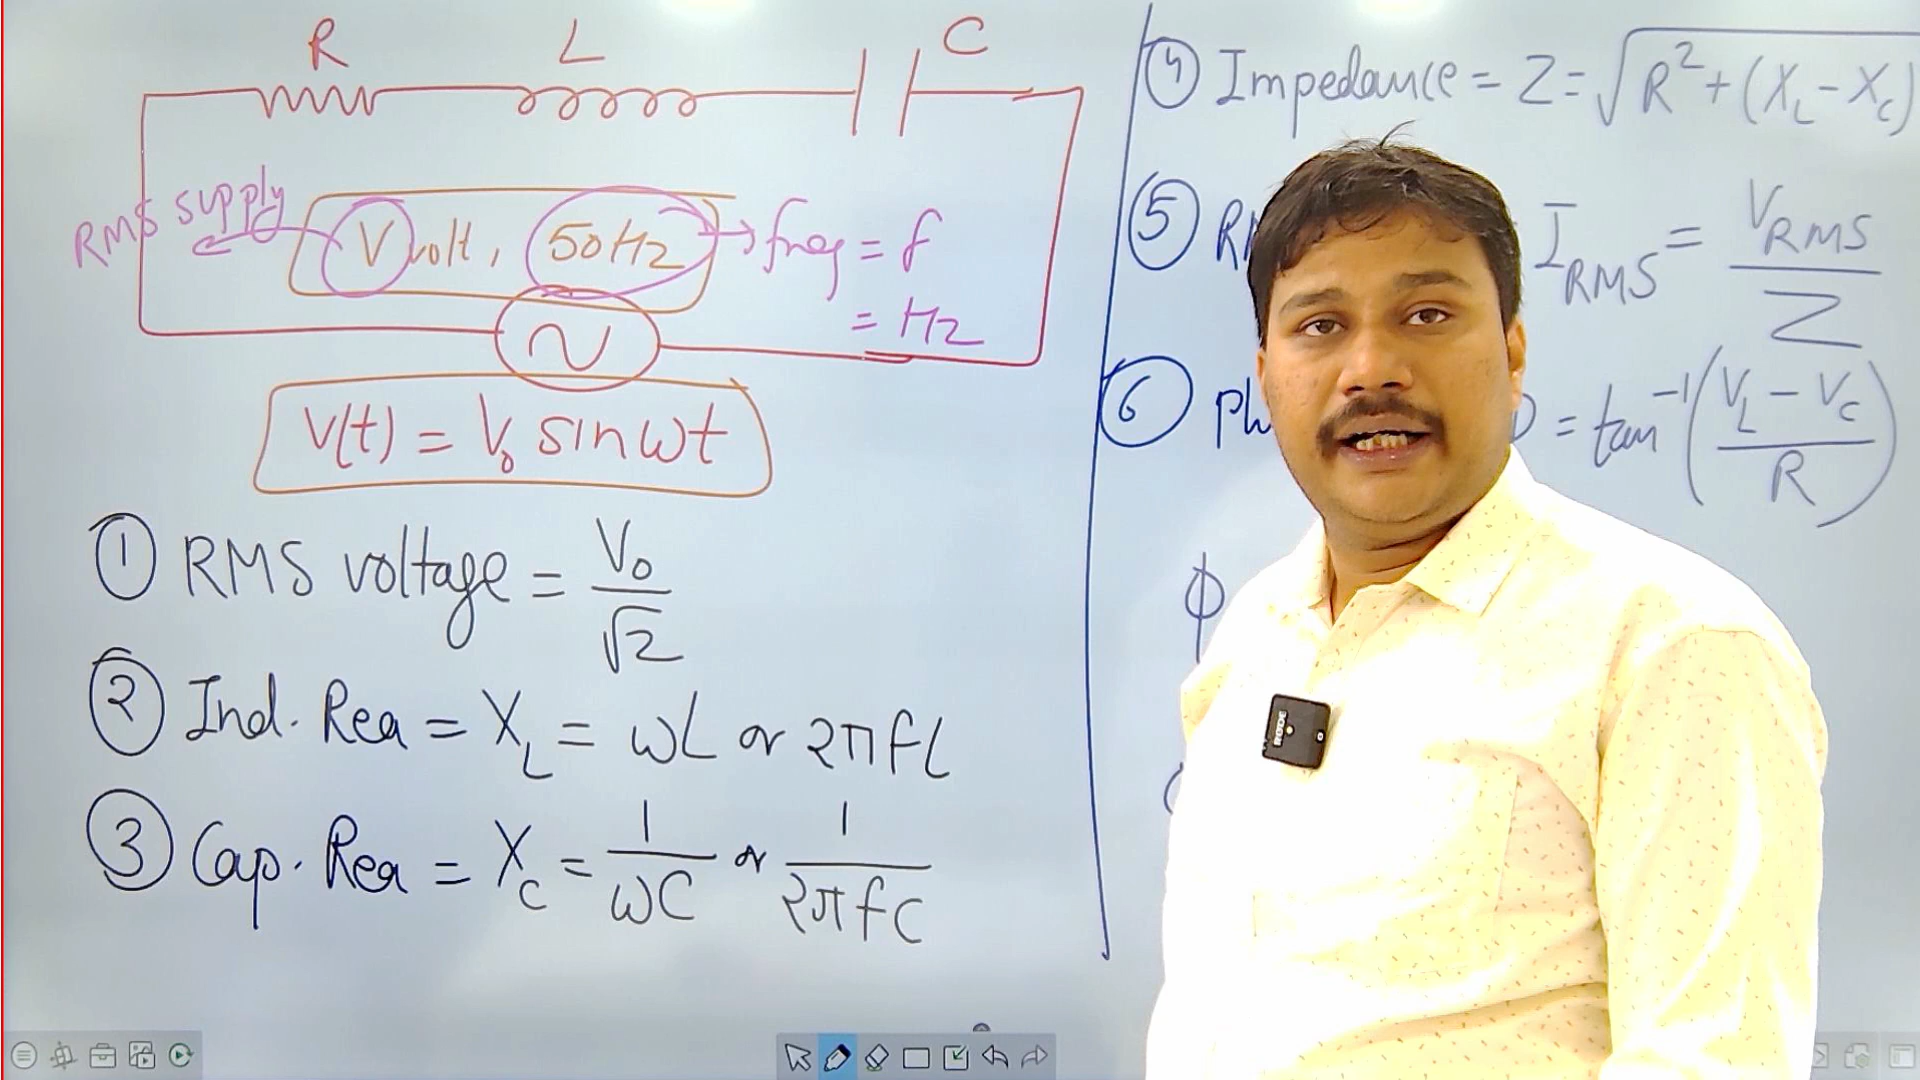 R L C
RMS supply
V volt, 50Hz → freq = f
= Hz
V(t) = V₀ sinωt
① RMS voltage = V₀/√2
② Ind. Rea = X_L = ωL or 2πfL
③ Cap. Rea = X_C = 1/ωC or 1/2πfC
④ Impedance = Z = √R² + (X_L - X_C)
⑤ I_RMS = V_RMS/Z
⑥ = tan⁻¹(V_L - V_C/R)
ϕ
RODE